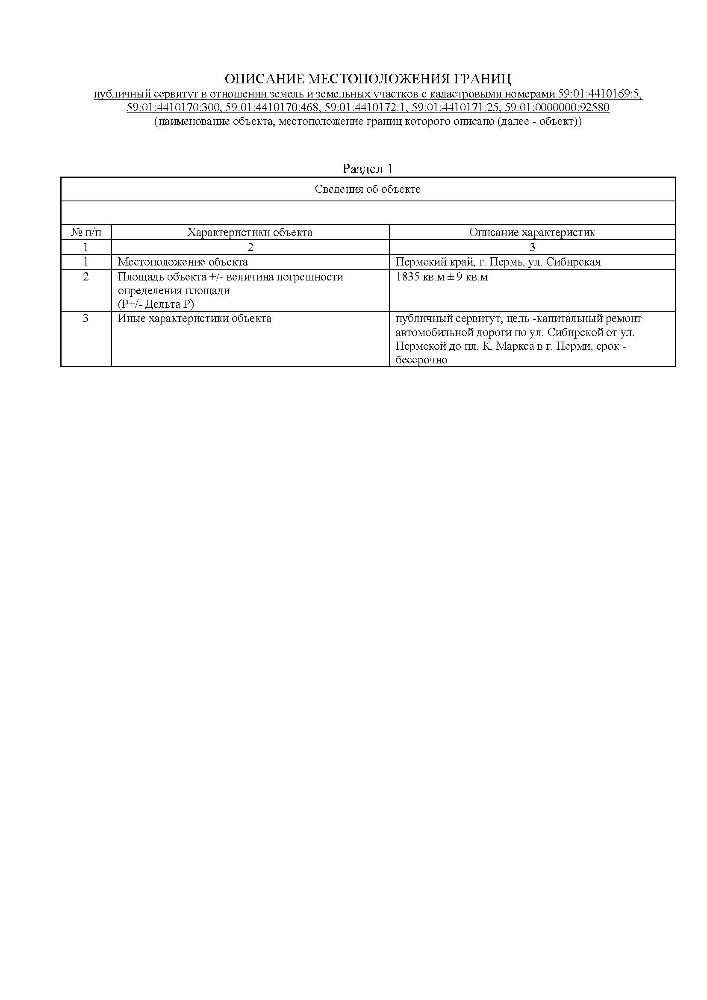 ОПИСАНИЕ МЕСТОПОЛОЖЕНИЯ ГРАНИЦ
публичный сервитут в отношении земель и земельных участков с кадастровыми номерами 59:01:4410169:5,
59:01:4410170:300, 59:01:4410170:468, 59:01:4410172:1, 59:01:4410171:25, 59:01:0000000:92580
(наименование объекта, местоположение границ которого описано (далее - объект))
Раздел 1
Сведения об объекте
№ п/п Характеристики объекта Описание характеристик
1 2 3
1 Местоположение объекта Пермский край, г. Пермь, ул. Сибирская
2 Площадь объекта +/- величина погрешности 1835 кв.м ± 9 кв.м
определения площади
(P+/- Дельта P)
3 Иные характеристики объекта публичный сервитут, цель -капитальный ремонт
автомобильной дороги по ул. Сибирской от ул.
Пермской до пл. К. Маркса в г. Перми, срок -
бессрочно